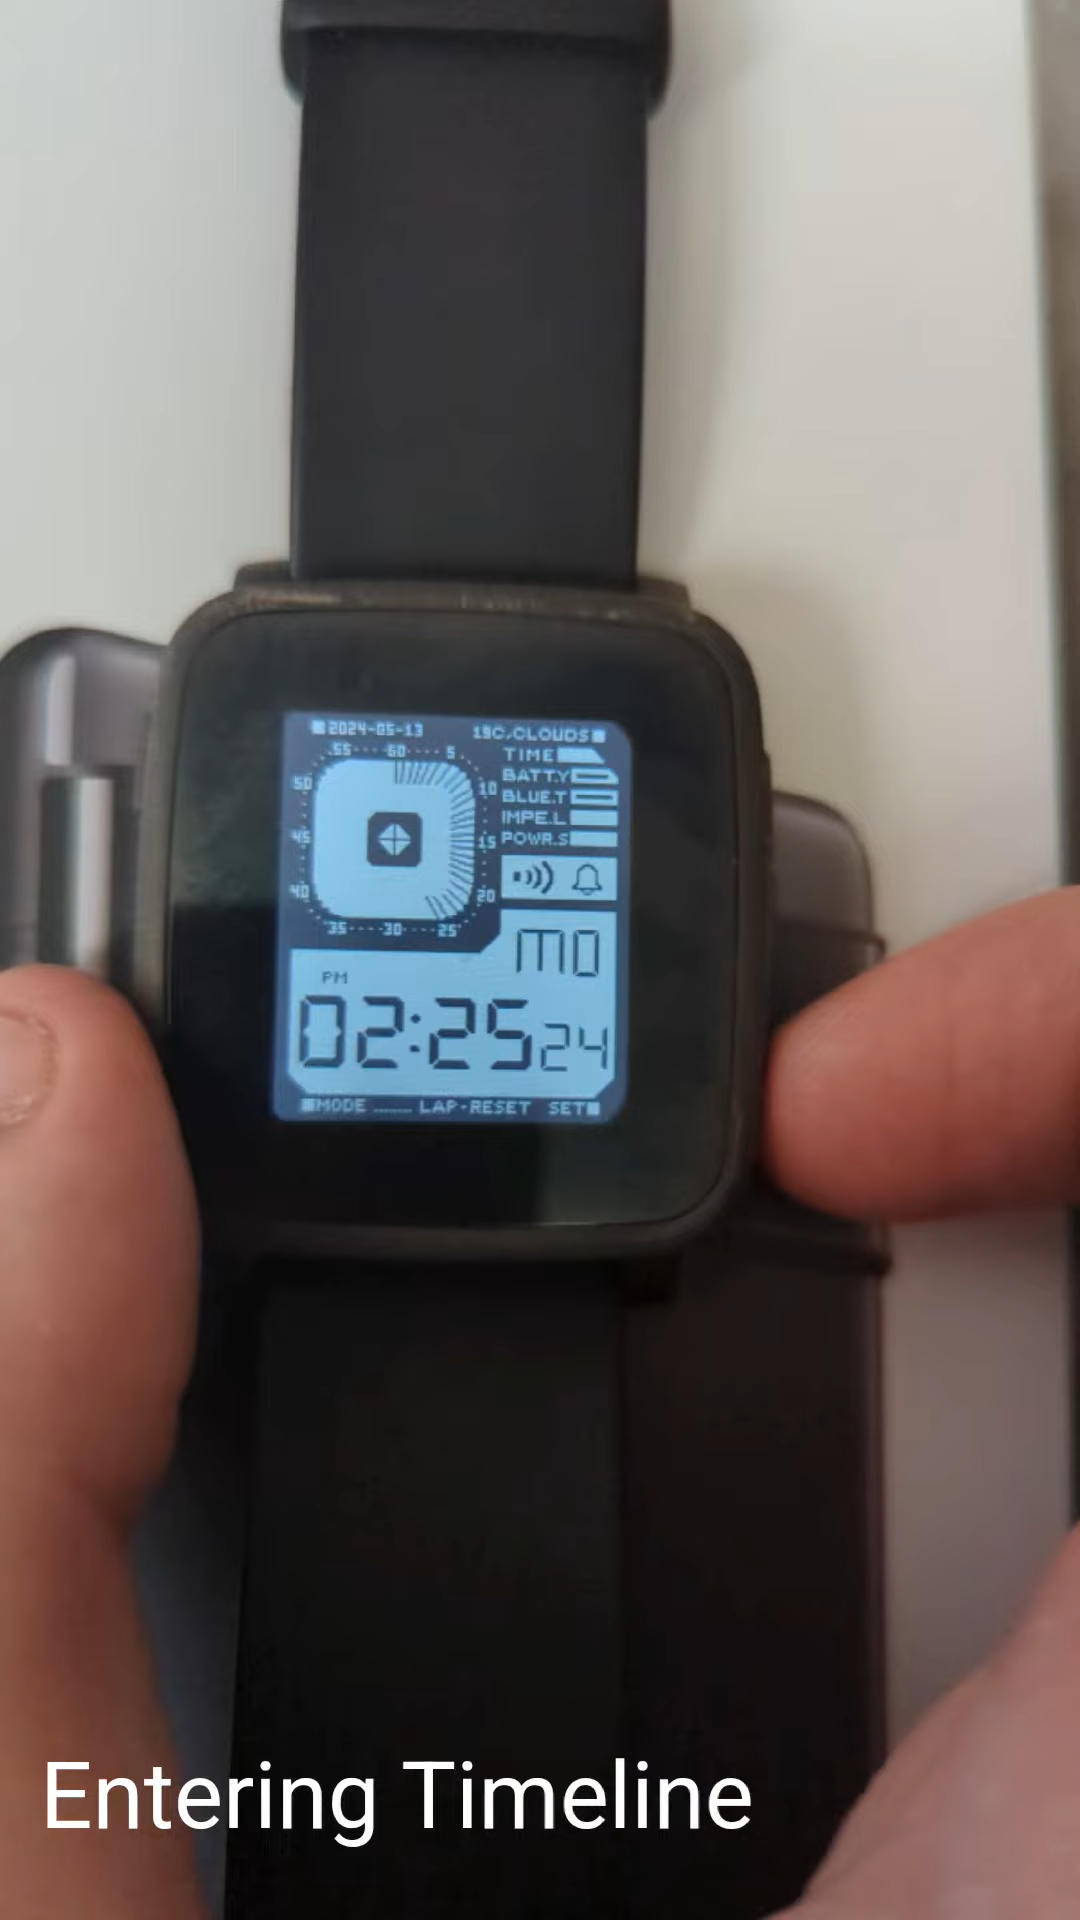 2024-05-13 19C.CLOUDS
55 60 5
TIME
50 10 BATT.Y
BLUE.T
IMPE.L
45 15 POWR.S
40 20
35 30 25
MO
PM
02:25 24
MODE ...... LAP-RESET SET
Entering Timeline